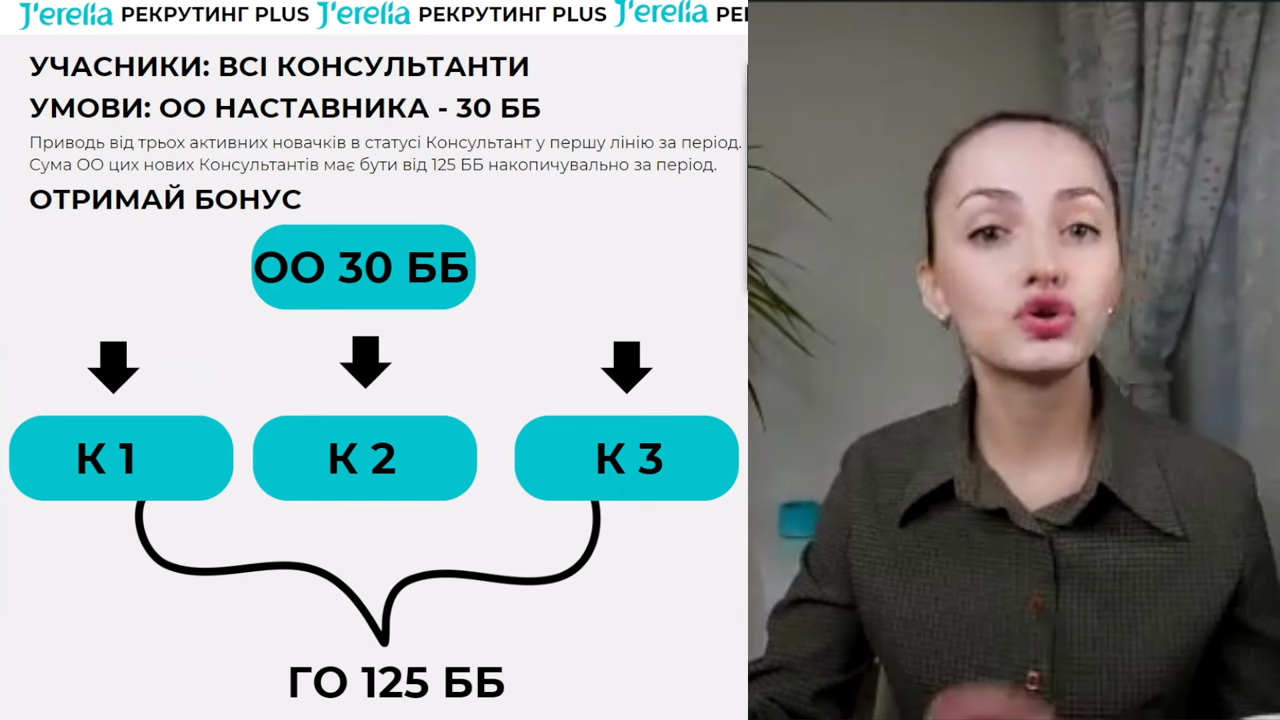 J'erelia РЕКРУТИНГ PLUS J'erelia РЕКРУТИНГ PLUS J'erelia РЕК
УЧАСНИКИ: ВСІ КОНСУЛЬТАНТИ
УМОВИ: ОО НАСТАВНИКА - 30 ББ
Приводь від трьох активних новачків в статусі Консультант у першу лінію за період.
Сума ОО цих нових Консультантів має бути від 125 ББ накопичувально за період.
ОТРИМАЙ БОНУС
ОО 30 ББ
К 1 К 2 К 3
ГО 125 ББ